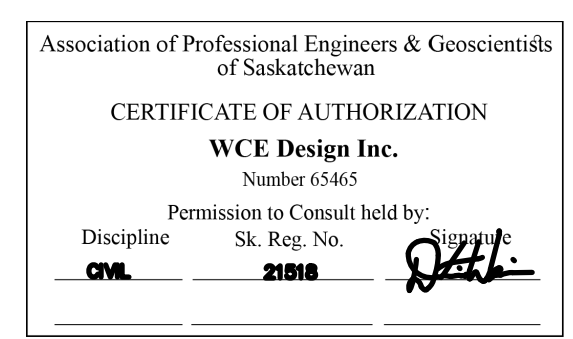 Association of Professional Engineers & Geoscientists
of Saskatchewan
CERTIFICATE OF AUTHORIZATION
WCE Design Inc.
Number 65465
Permission to Consult held by:
Discipline Sk. Reg. No. Signature
CIVIL 21518